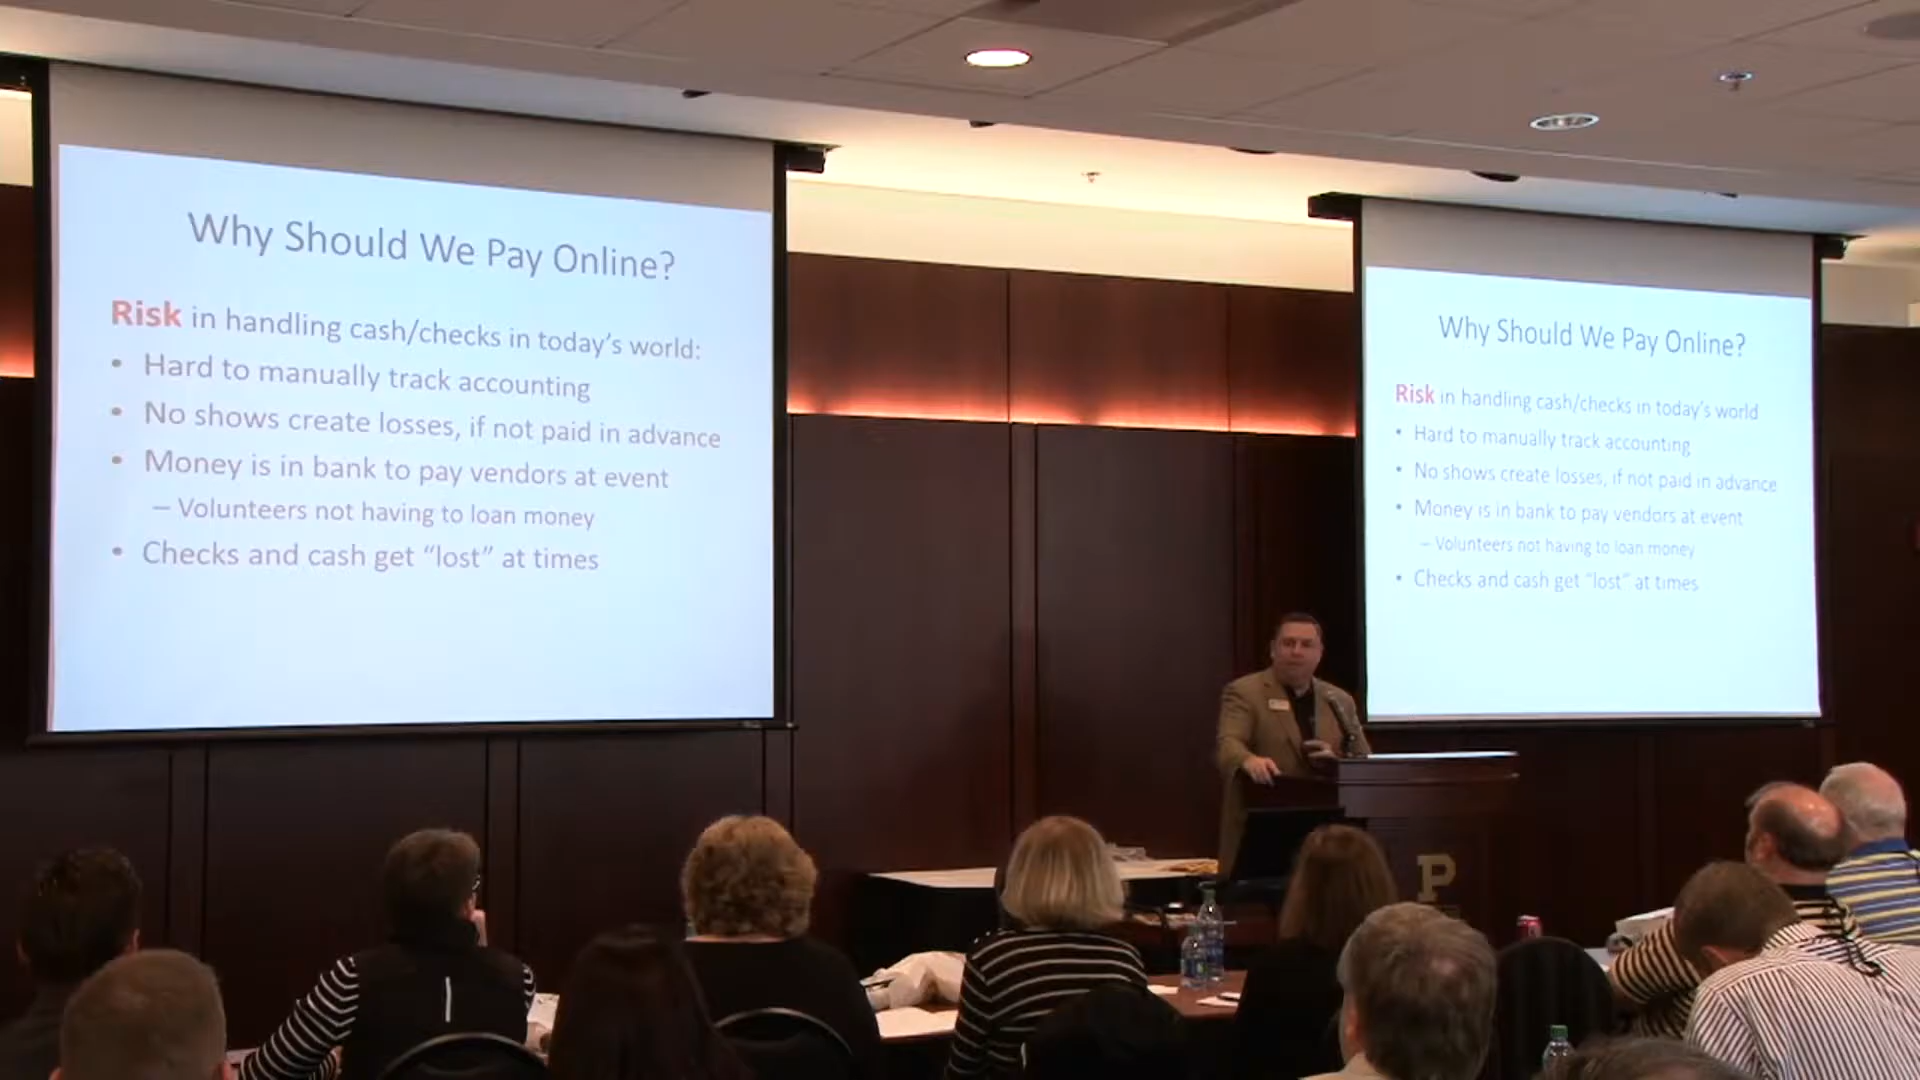 Why Should We Pay Online?
Risk in handling cash/checks in today's world:
• Hard to manually track accounting
• No shows create losses, if not paid in advance
• Money is in bank to pay vendors at event
– Volunteers not having to loan money
• Checks and cash get “lost” at times
Why Should We Pay Online?
Risk in handling cash/checks in today's world
• Hard to manually track accounting
• No shows create losses, if not paid in advance
• Money is in bank to pay vendors at event
– Volunteers not having to loan money
• Checks and cash get “lost” at times
P